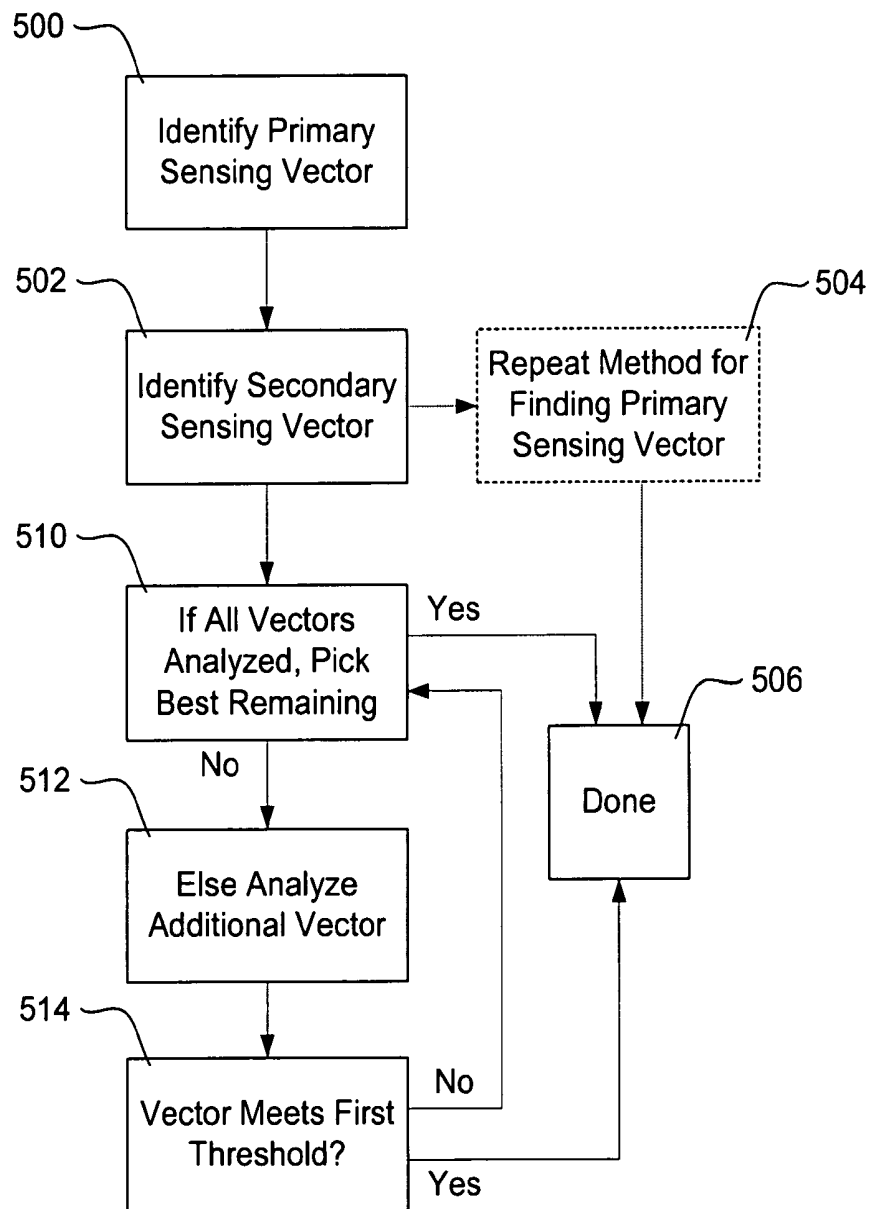 500
Identify Primary
Sensing Vector
502
Identify Secondary
Sensing Vector
504
Repeat Method for
Finding Primary
Sensing Vector
510
If All Vectors
Analyzed, Pick
Best Remaining
Yes
No
506
Done
512
Else Analyze
Additional Vector
514
Vector Meets First
Threshold?
No
Yes